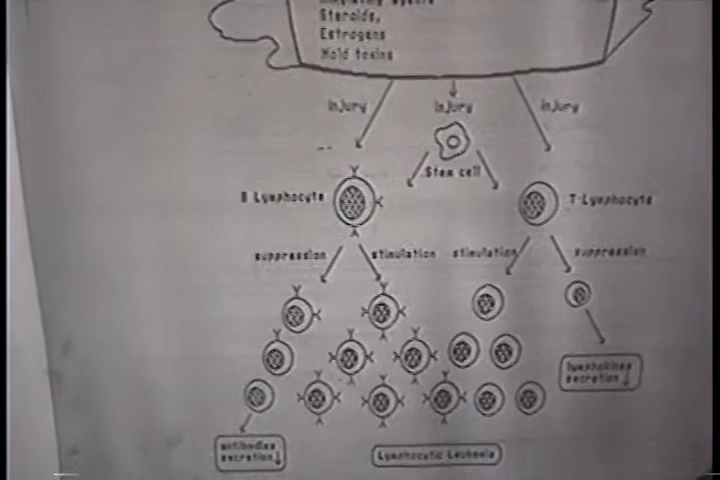 Steroids,
Estrogens
Mold toxins
Injury
Injury
Injury
Stem cell
B Lymphocyte
T-Lymphocyte
suppression
stimulation
stimulation
suppression
lymphokines
secretion ↓
antibodies
secretion ↓
Lymphocytic Leukemia